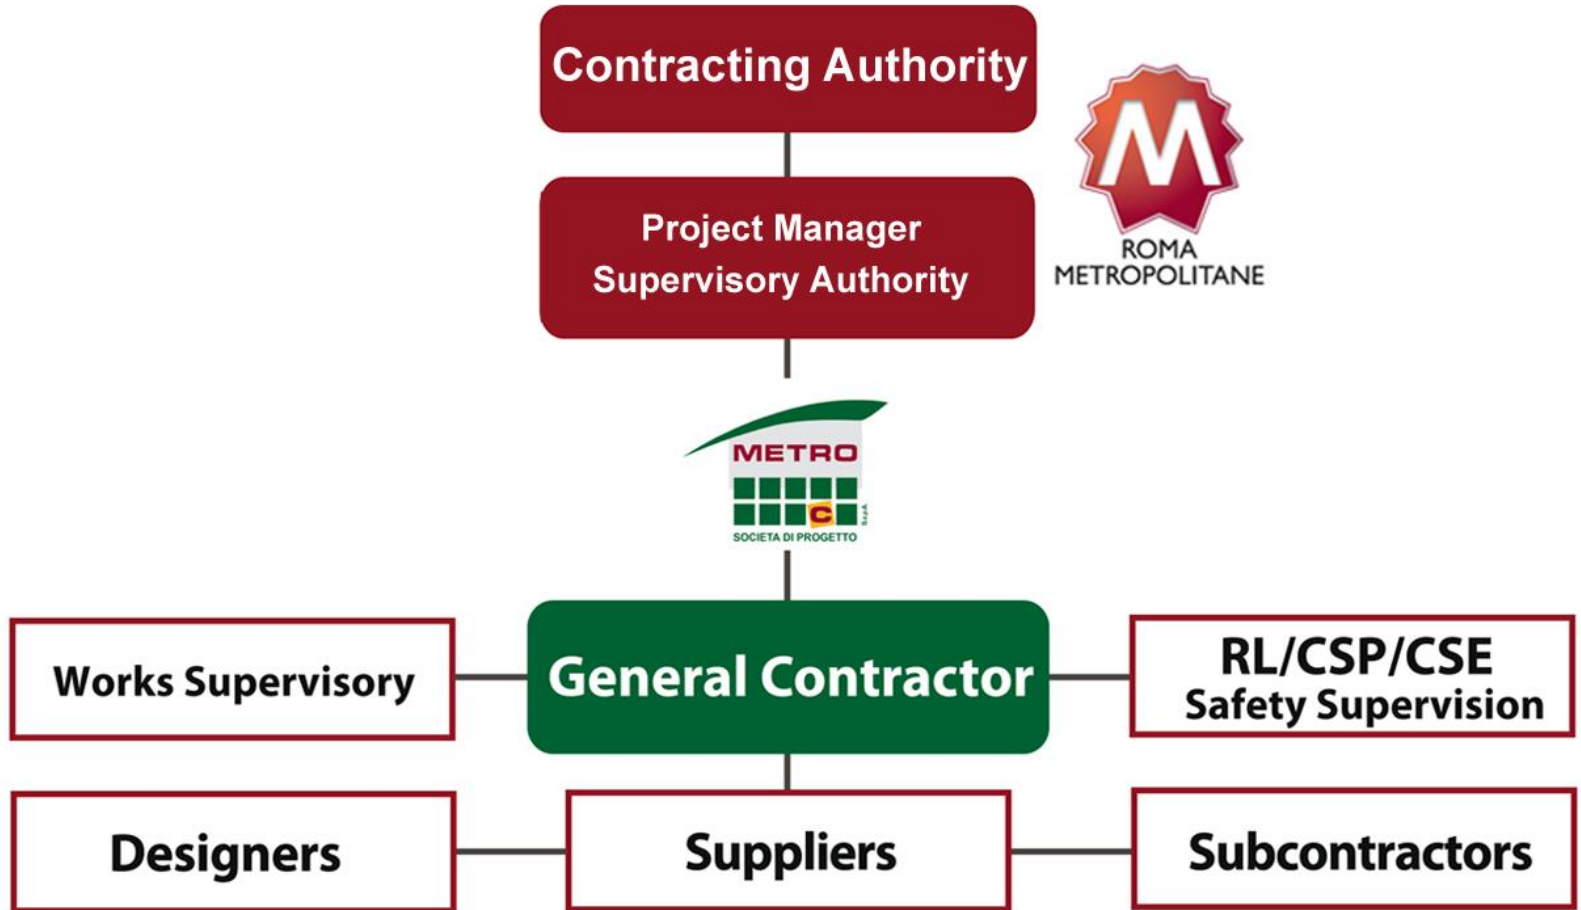 Contracting Authority
Project Manager
Supervisory Authority
M
ROMA
METROPOLITANE
METRO
C
S.c.p.A.
SOCIETA DI PROGETTO
Works Supervisory
General Contractor
RL/CSP/CSE
Safety Supervision
Designers
Suppliers
Subcontractors